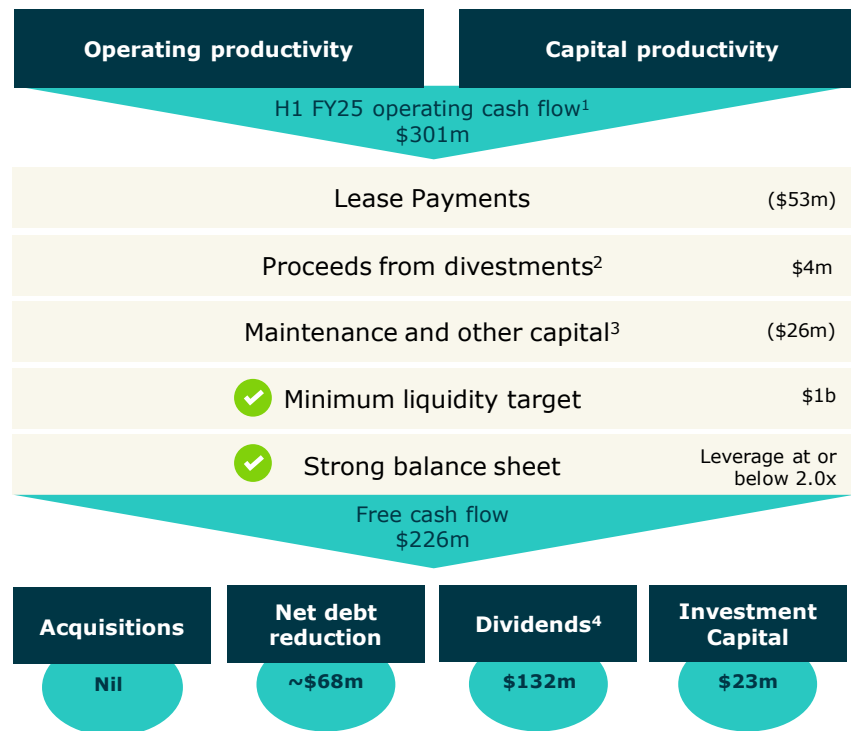 Operating productivity
Capital productivity
H1 FY25 operating cash flow¹
$301m
Lease Payments
($53m)
Proceeds from divestments²
$4m
Maintenance and other capital³
($26m)
Minimum liquidity target
$1b
Strong balance sheet
Leverage at or
below 2.0x
Free cash flow
$226m
Acquisitions
Nil
Net debt
reduction
~$68m
Dividends⁴
$132m
Investment
Capital
$23m